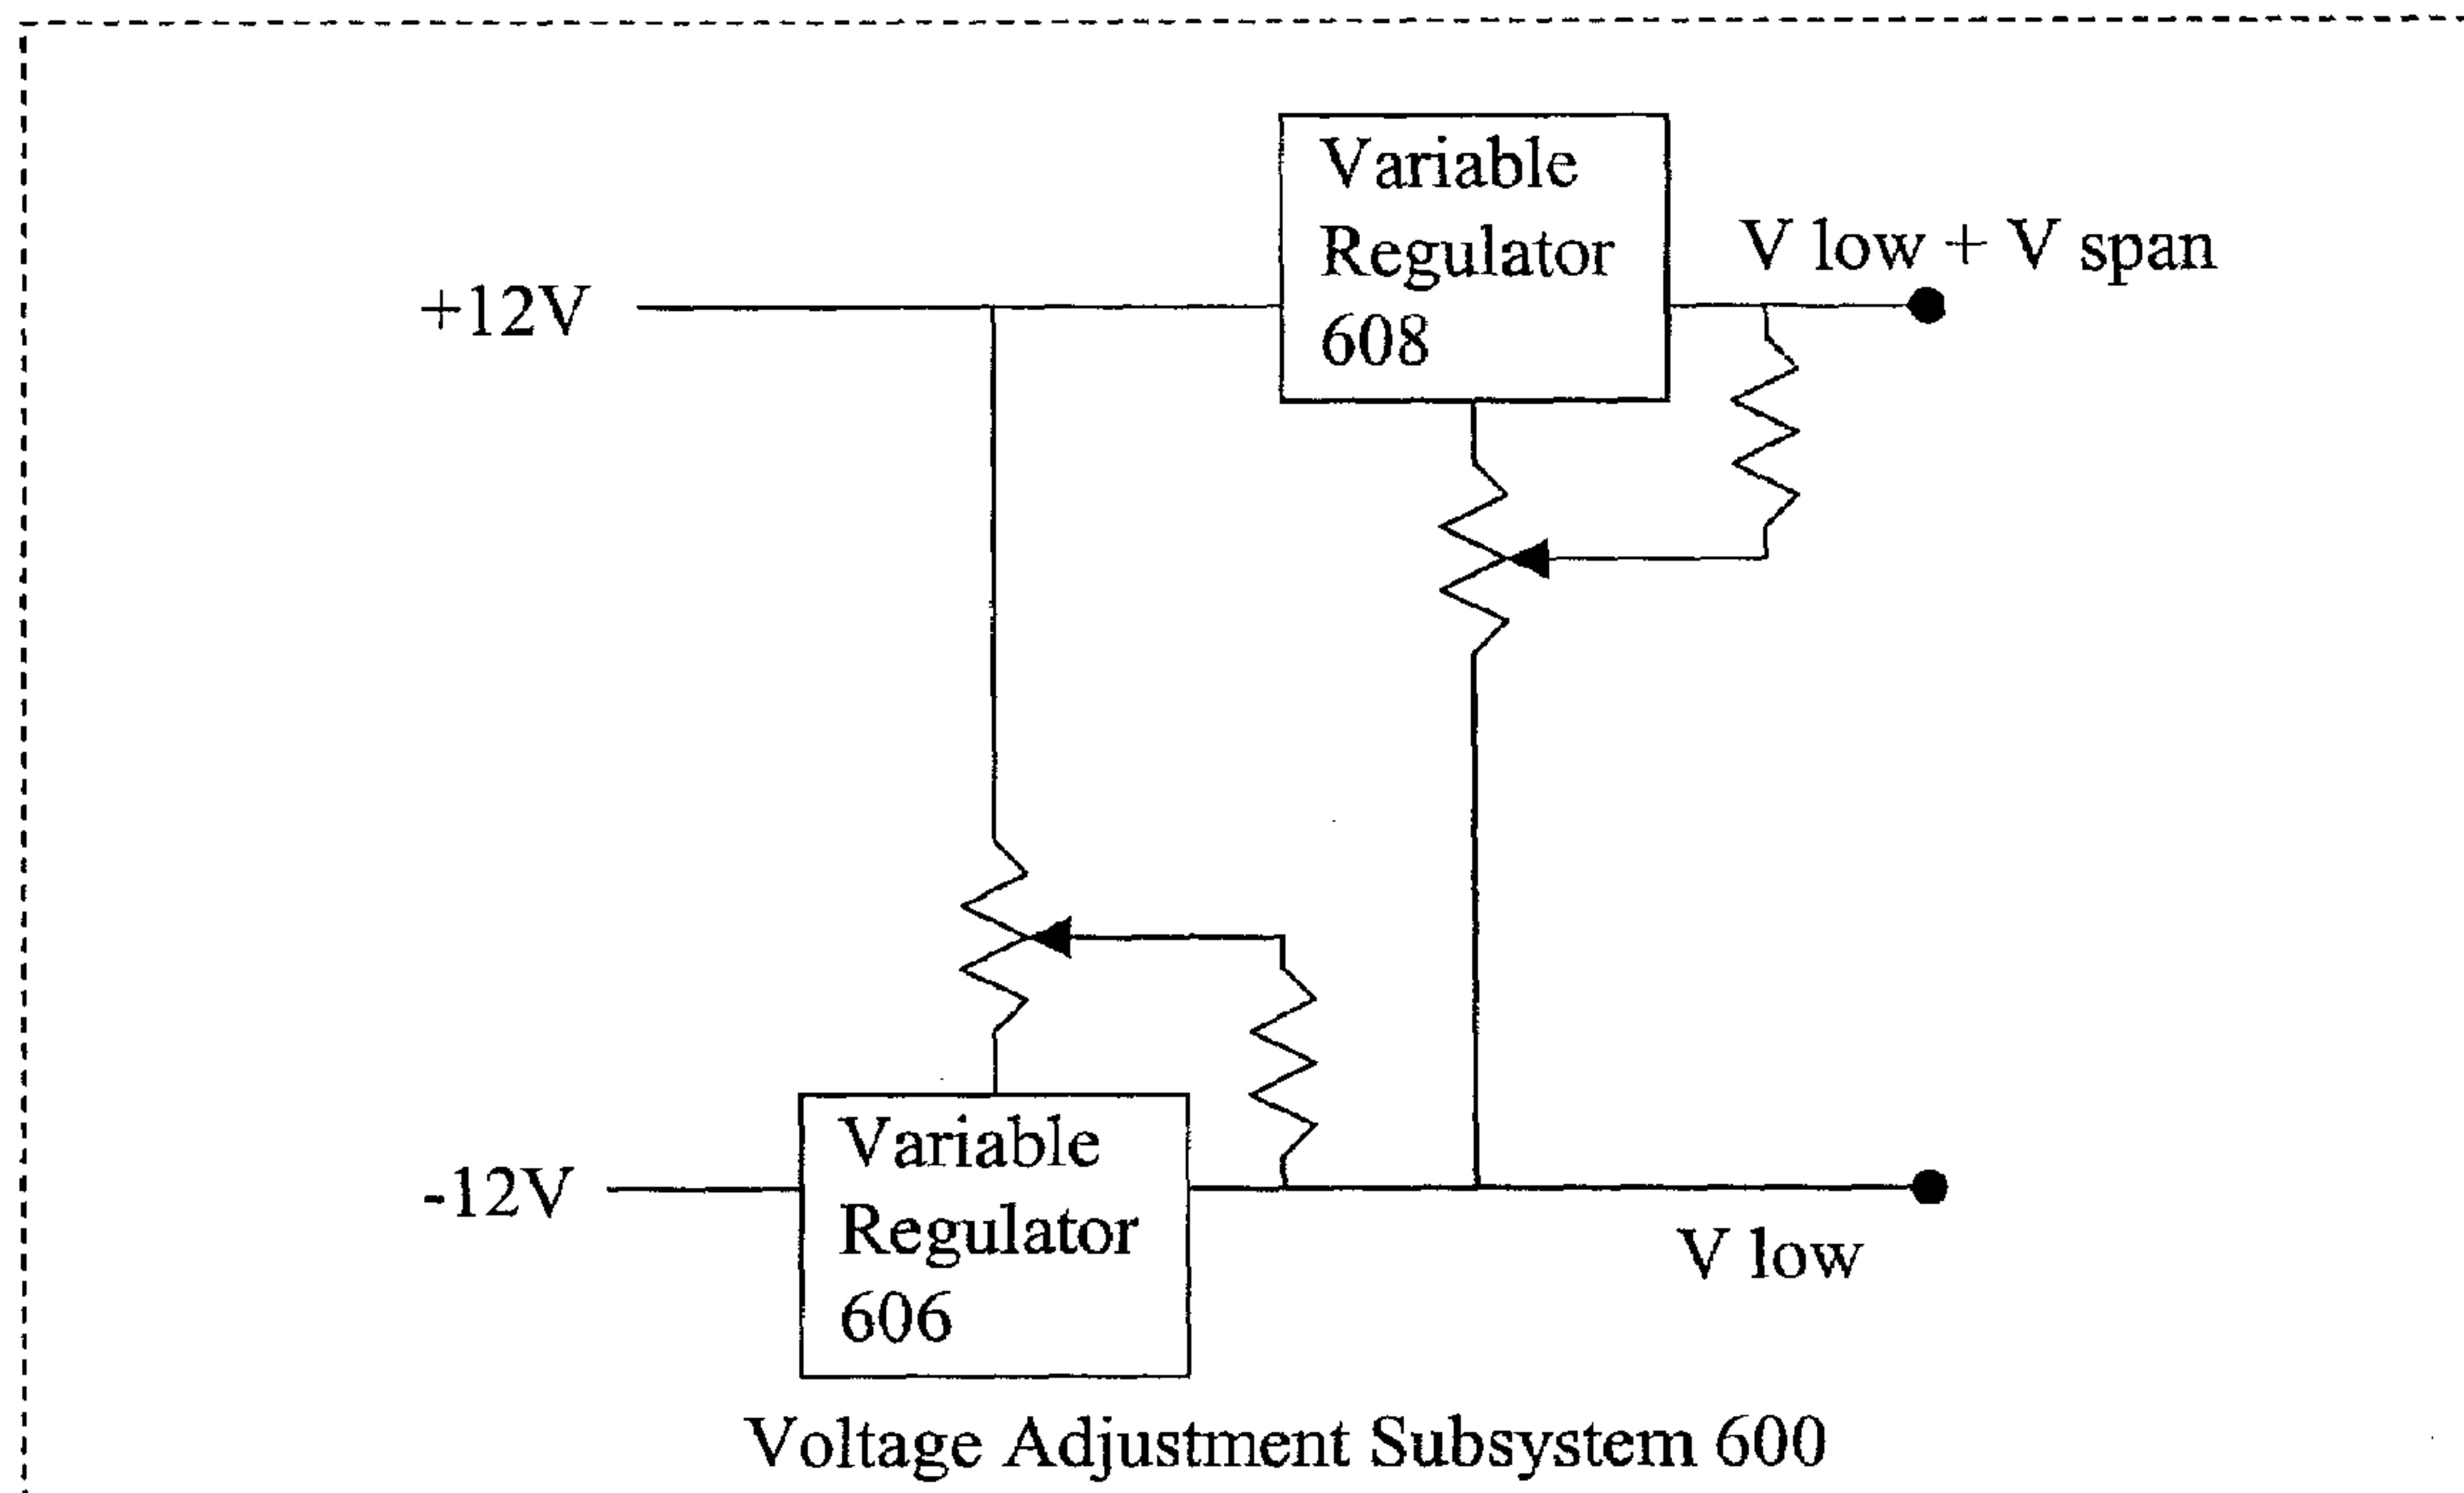 Variable
Regulator
608
V low + V span
+12V
Variable
Regulator
606
-12V
V low
Voltage Adjustment Subsystem 600